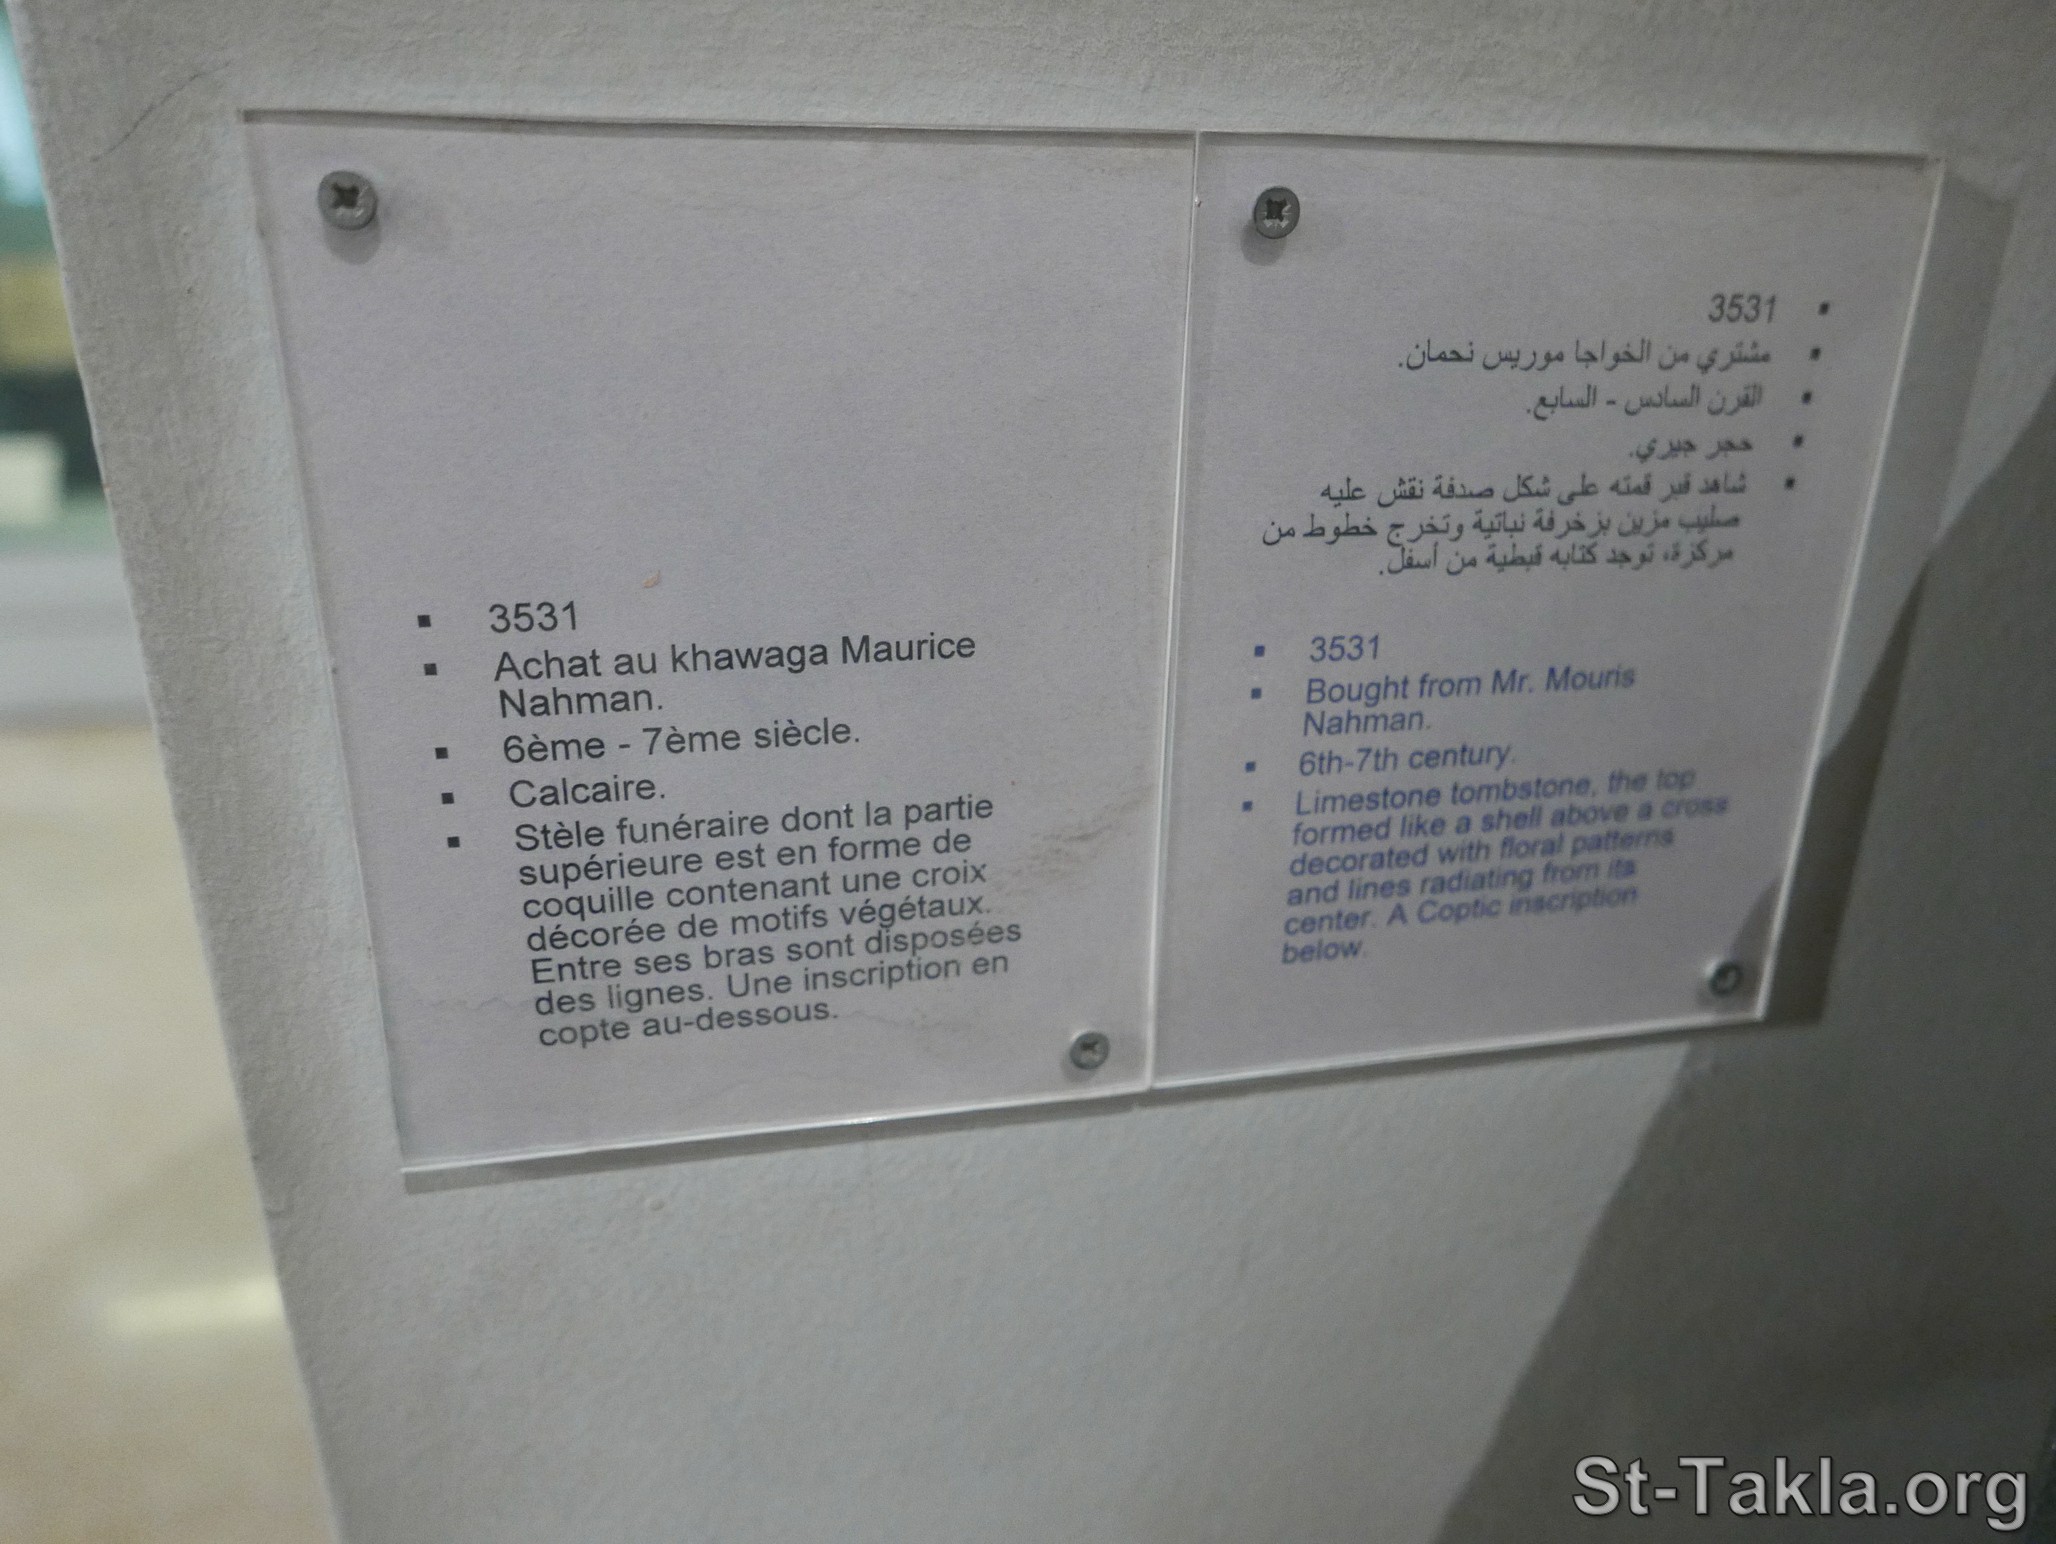 3531
Achat au khawaga Maurice
Nahman.
6ème - 7ème siècle.
Calcaire.
Stèle funéraire dont la partie
supérieure est en forme de
coquille contenant une croix
décorée de motifs végétaux.
Entre ses bras sont disposées
des lignes. Une inscription en
copte au-dessous.
3531
مشتري من الخواجا موريس نحمان.
القرن السادس - السابع.
حجر جيري.
شاهد قبر قمته على شكل صدفة نقش عليه
صليب مزين بزخرفة نباتية وتخرج خطوط من
مركزة، توجد كتابه قبطية من أسفل.
3531
Bought from Mr. Mouris
Nahman.
6th-7th century.
Limestone tombstone, the top
formed like a shell above a cross
decorated with floral patterns
and lines radiating from its
center. A Coptic inscription
below.
St-Takla.org